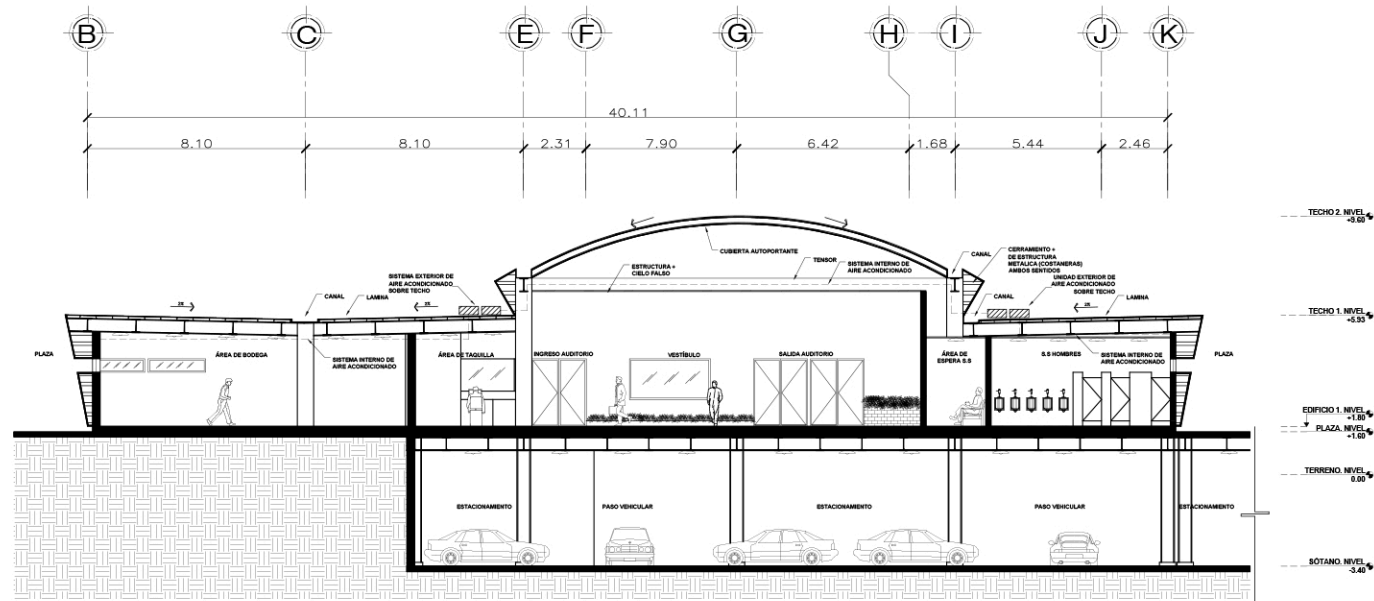 B C E F G H I J K
40.11
8.10 8.10 2.31 7.90 6.42 1.68 5.44 2.46
TECHO 2. NIVEL
+9.60
CUBIERTA AUTOPORTANTE
TENSOR
SISTEMA INTERNO DE
AIRE ACONDICIONADO
ESTRUCTURA +
CIELO FALSO
CANAL
CERRAMIENTO +
DE ESTRUCTURA
METALICA (COSTANERAS)
AMBOS SENTIDOS
UNIDAD EXTERIOR DE
AIRE ACONDICIONADO
SOBRE TECHO
SISTEMA EXTERIOR DE
AIRE ACONDICIONADO
SOBRE TECHO
CANAL
LAMINA
CANAL
LAMINA
TECHO 1. NIVEL
+5.93
PLAZA
ÁREA DE BODEGA
SISTEMA INTERNO DE
AIRE ACONDICIONADO
ÁREA DE TAQUILLA
INGRESO AUDITORIO
VESTÍBULO
SALIDA AUDITORIO
ÁREA DE
ESPERA S.S
S.S HOMBRES
SISTEMA INTERNO DE
AIRE ACONDICIONADO
PLAZA
EDIFICIO 1. NIVEL
+1.80
PLAZA. NIVEL
+1.60
TERRENO. NIVEL
0.00
ESTACIONAMIENTO
PASO VEHICULAR
ESTACIONAMIENTO
PASO VEHICULAR
ESTACIONAMIENTO
SÓTANO. NIVEL
-3.40